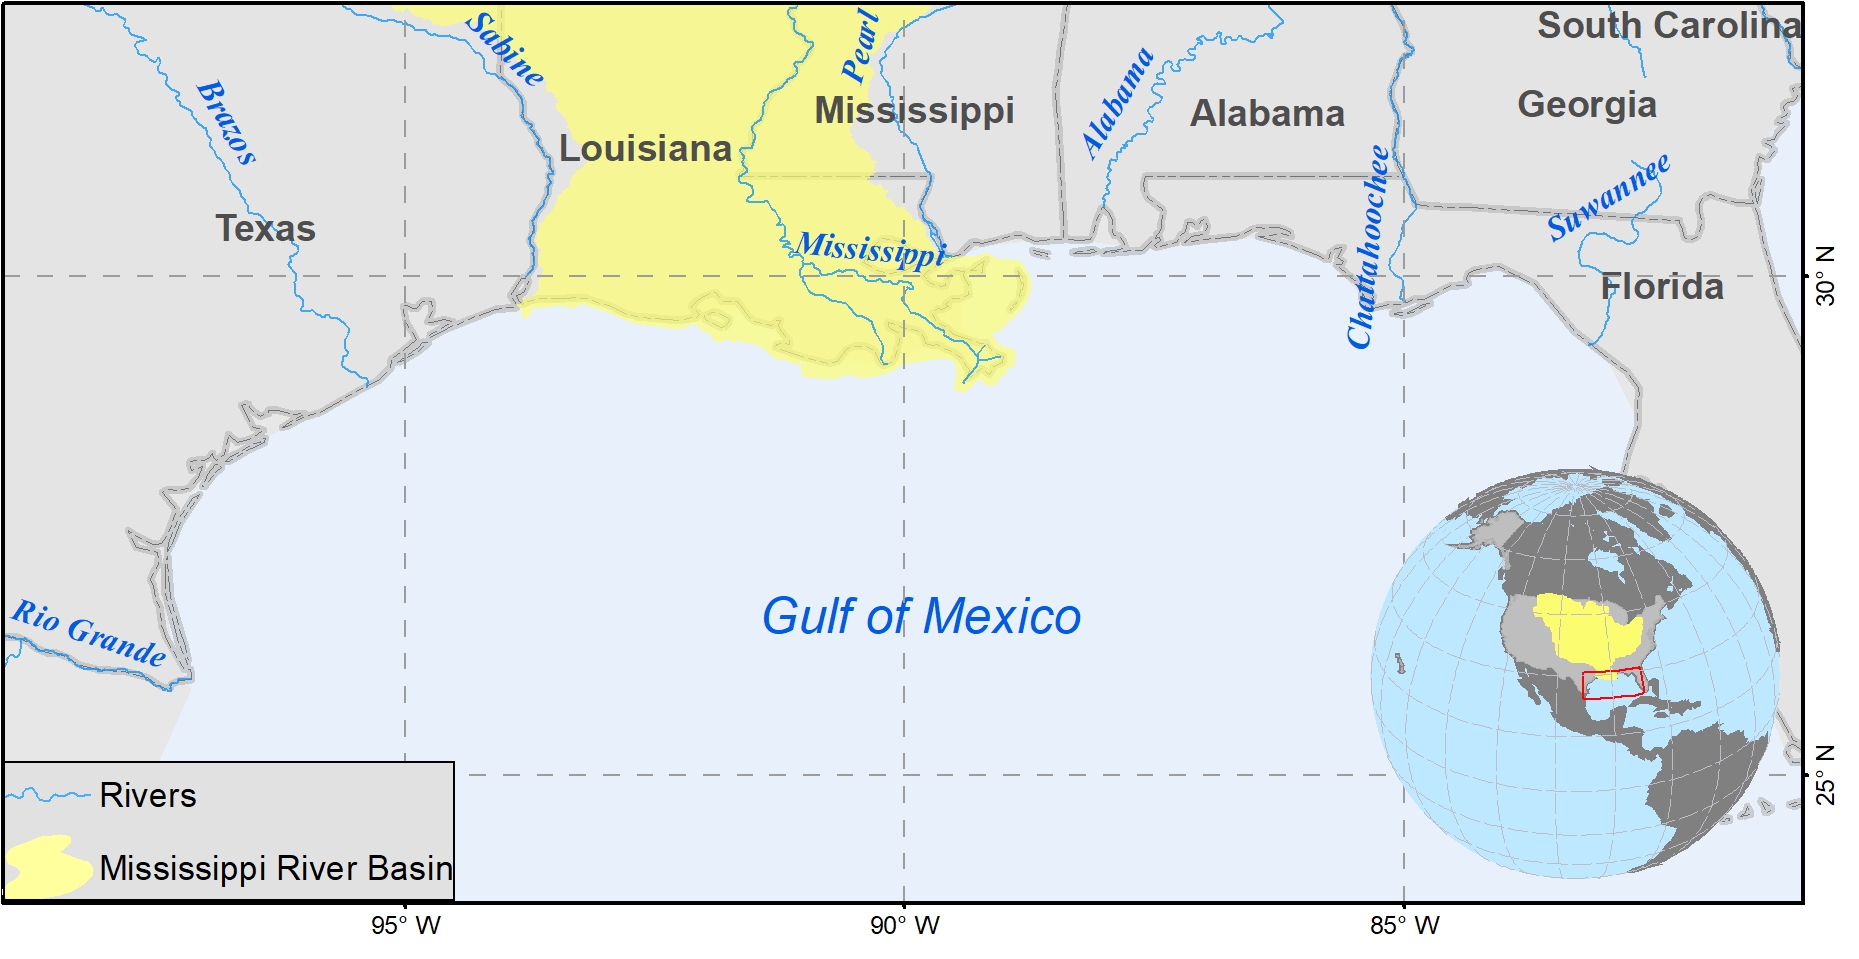 South Carolina
Sabine
Pearl
Brazos
Mississippi
Alabama
Alabama
Georgia
Louisiana
Chattahoochee
Suwannee
Texas
Mississippi
Florida
30° N
Gulf of Mexico
Rio Grande
25° N
Rivers
Mississippi River Basin
95° W
90° W
85° W